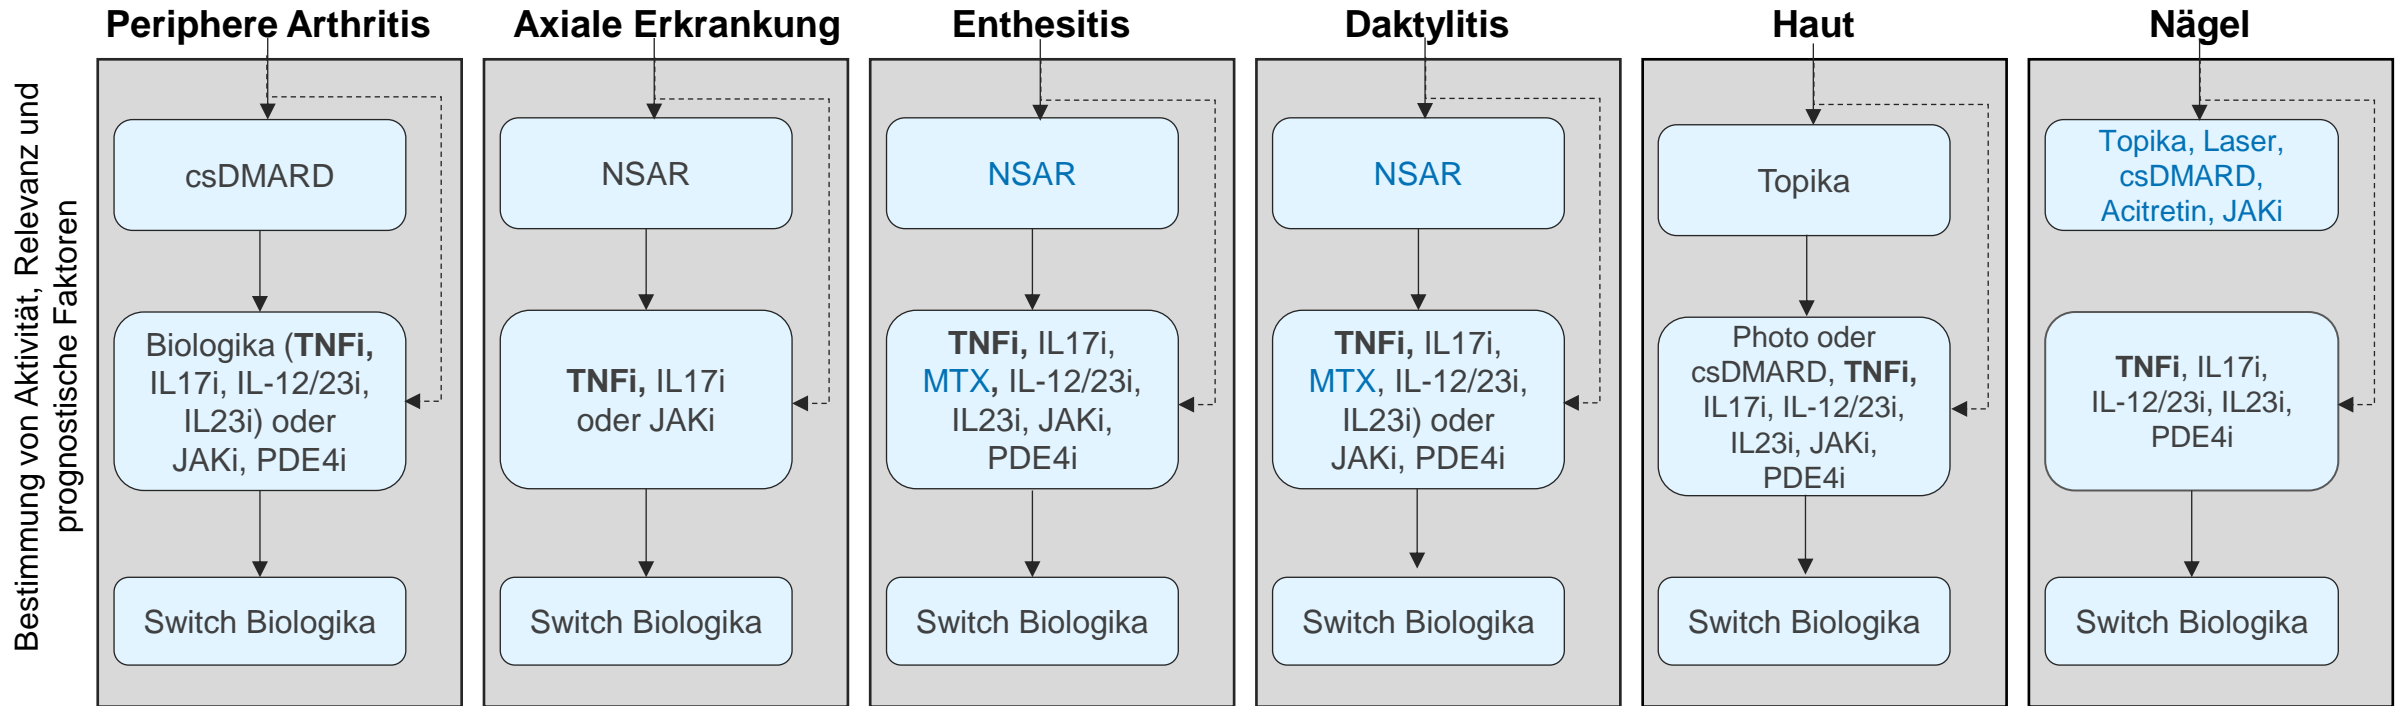 Bestimmung von Aktivität, Relevanz und
prognostische Faktoren
Periphere Arthritis
csDMARD
Biologika (TNFi,
IL17i, IL-12/23i,
IL23i) oder
JAKi, PDE4i
Switch Biologika
Axiale Erkrankung
NSAR
TNFi, IL17i
oder JAKi
Switch Biologika
Enthesitis
NSAR
TNFi, IL17i,
MTX, IL-12/23i,
IL23i, JAKi,
PDE4i
Switch Biologika
Daktylitis
NSAR
TNFi, IL17i,
MTX, IL-12/23i,
IL23i) oder
JAKi, PDE4i
Switch Biologika
Haut
Topika
Photo oder
csDMARD, TNFi,
IL17i, IL-12/23i,
IL23i, JAKi,
PDE4i
Switch Biologika
Nägel
Topika, Laser,
csDMARD,
Acitretin, JAKi
TNFi, IL17i,
IL-12/23i, IL23i,
PDE4i
Switch Biologika